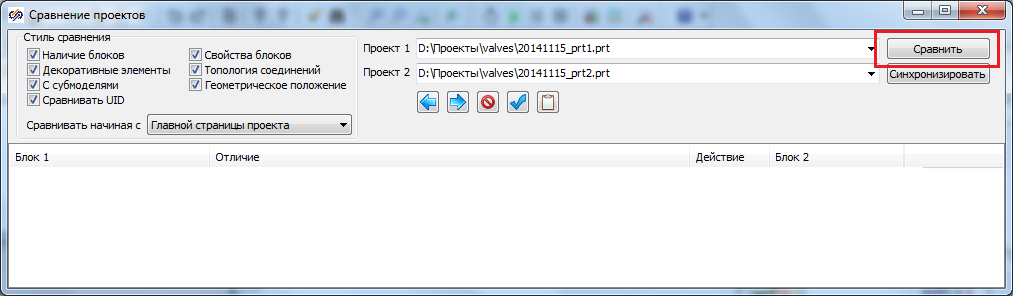 Сравнение проектов
Стиль сравнения
Наличие блоков
Свойства блоков
Декоративные элементы
Топология соединений
С субмоделями
Геометрическое положение
Сравнивать UID
Сравнивать начиная с Главной страницы проекта
Проект 1 D:\Проекты\valves\20141115_prt1.prt
Сравнить
Проект 2 D:\Проекты\valves\20141115_prt2.prt
Синхронизировать
Блок 1 Отличие Действие Блок 2